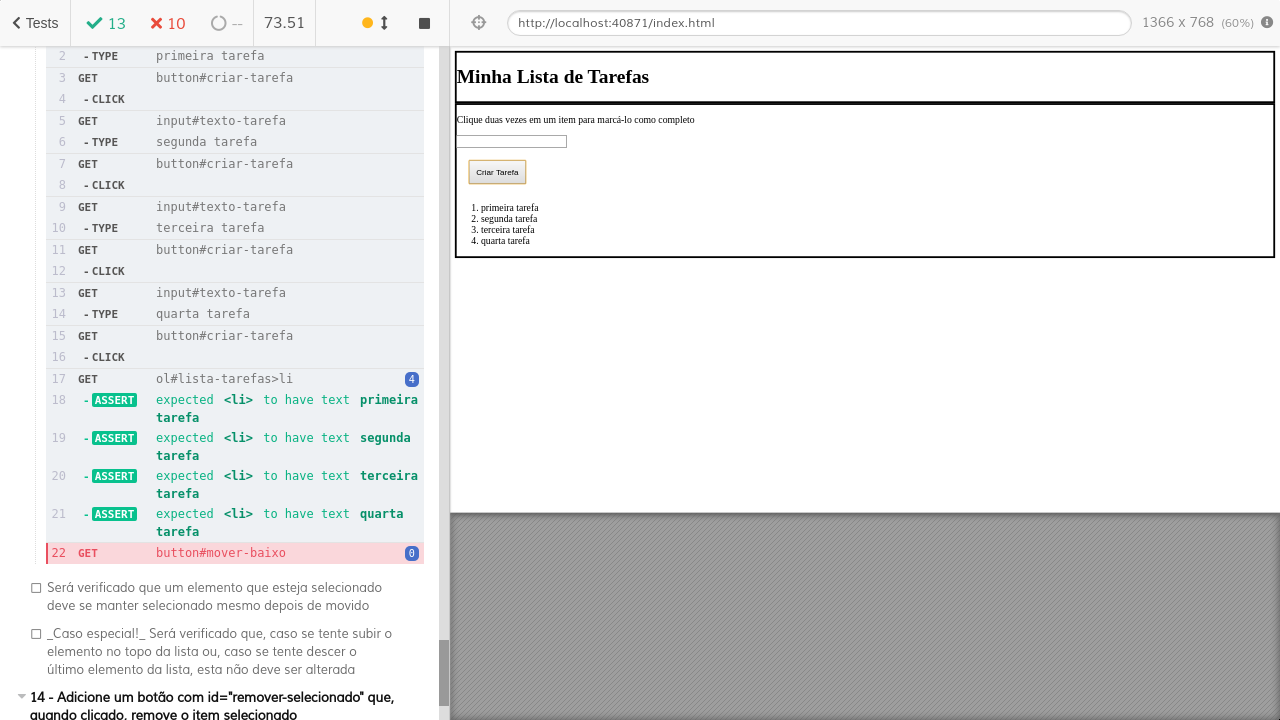 Tests
13
10
--
73.51
http://localhost:40871/index.html
1366 x 768 (60%)
2 - TYPE primeira tarefa
3 GET button#criar-tarefa
4 - CLICK
5 GET input#texto-tarefa
6 - TYPE segunda tarefa
7 GET button#criar-tarefa
8 - CLICK
9 GET input#texto-tarefa
10 - TYPE terceira tarefa
11 GET button#criar-tarefa
12 - CLICK
13 GET input#texto-tarefa
14 - TYPE quarta tarefa
15 GET button#criar-tarefa
16 - CLICK
17 GET ol#lista-tarefas>li 4
18 - ASSERT expected <li> to have text primeira
tarefa
19 - ASSERT expected <li> to have text segunda
tarefa
20 - ASSERT expected <li> to have text terceira
tarefa
21 - ASSERT expected <li> to have text quarta
tarefa
22 GET button#mover-baixo 0
Será verificado que um elemento que esteja selecionado
deve se manter selecionado mesmo depois de movido
_Caso especial!_ Será verificado que, caso se tente subir o
elemento no topo da lista ou, caso se tente descer o
último elemento da lista, esta não deve ser alterada
14 - Adicione um botão com id="remover-selecionado" que,
quando clicado, remove o item selecionado
Minha Lista de Tarefas
Clique duas vezes em um item para marcá-lo como completo
Criar Tarefa
1. primeira tarefa
2. segunda tarefa
3. terceira tarefa
4. quarta tarefa